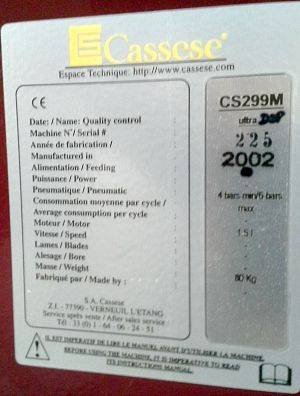 Cassese
Espace Technique: http://www.cassese.com
CE
CS299M
Date: / Name: Quality control
ultra
Machine N°/ Serial #
225
Année de fabrication /
Manufactured in
2002
Alimentation / Feeding
Puissance / Power
Pneumatique / Pneumatic
4 bars min/6 bars
max
Consommation moyenne par cycle /
Average consumption per cycle
Moteur / Motor
Vitesse / Speed
1.5 l
Lames / Blades
Alesage / Bore
Masse / Weight
80 Kg
Fabriqué par / Made by :
S.A. Cassese
Z.I. - 77390 - VERNEUIL L'ETANG
Service après vente / After sales service
Tél : 33 (0) 1 - 64 - 06 - 24 - 51
IL EST IMPERATIF DE LIRE LE MANUEL AVANT D'UTILISER LA MACHINE.
BEFORE USING THE MACHINE, IT IS IMPERATIVE TO READ
ITS INSTRUCTIONS MANUAL.